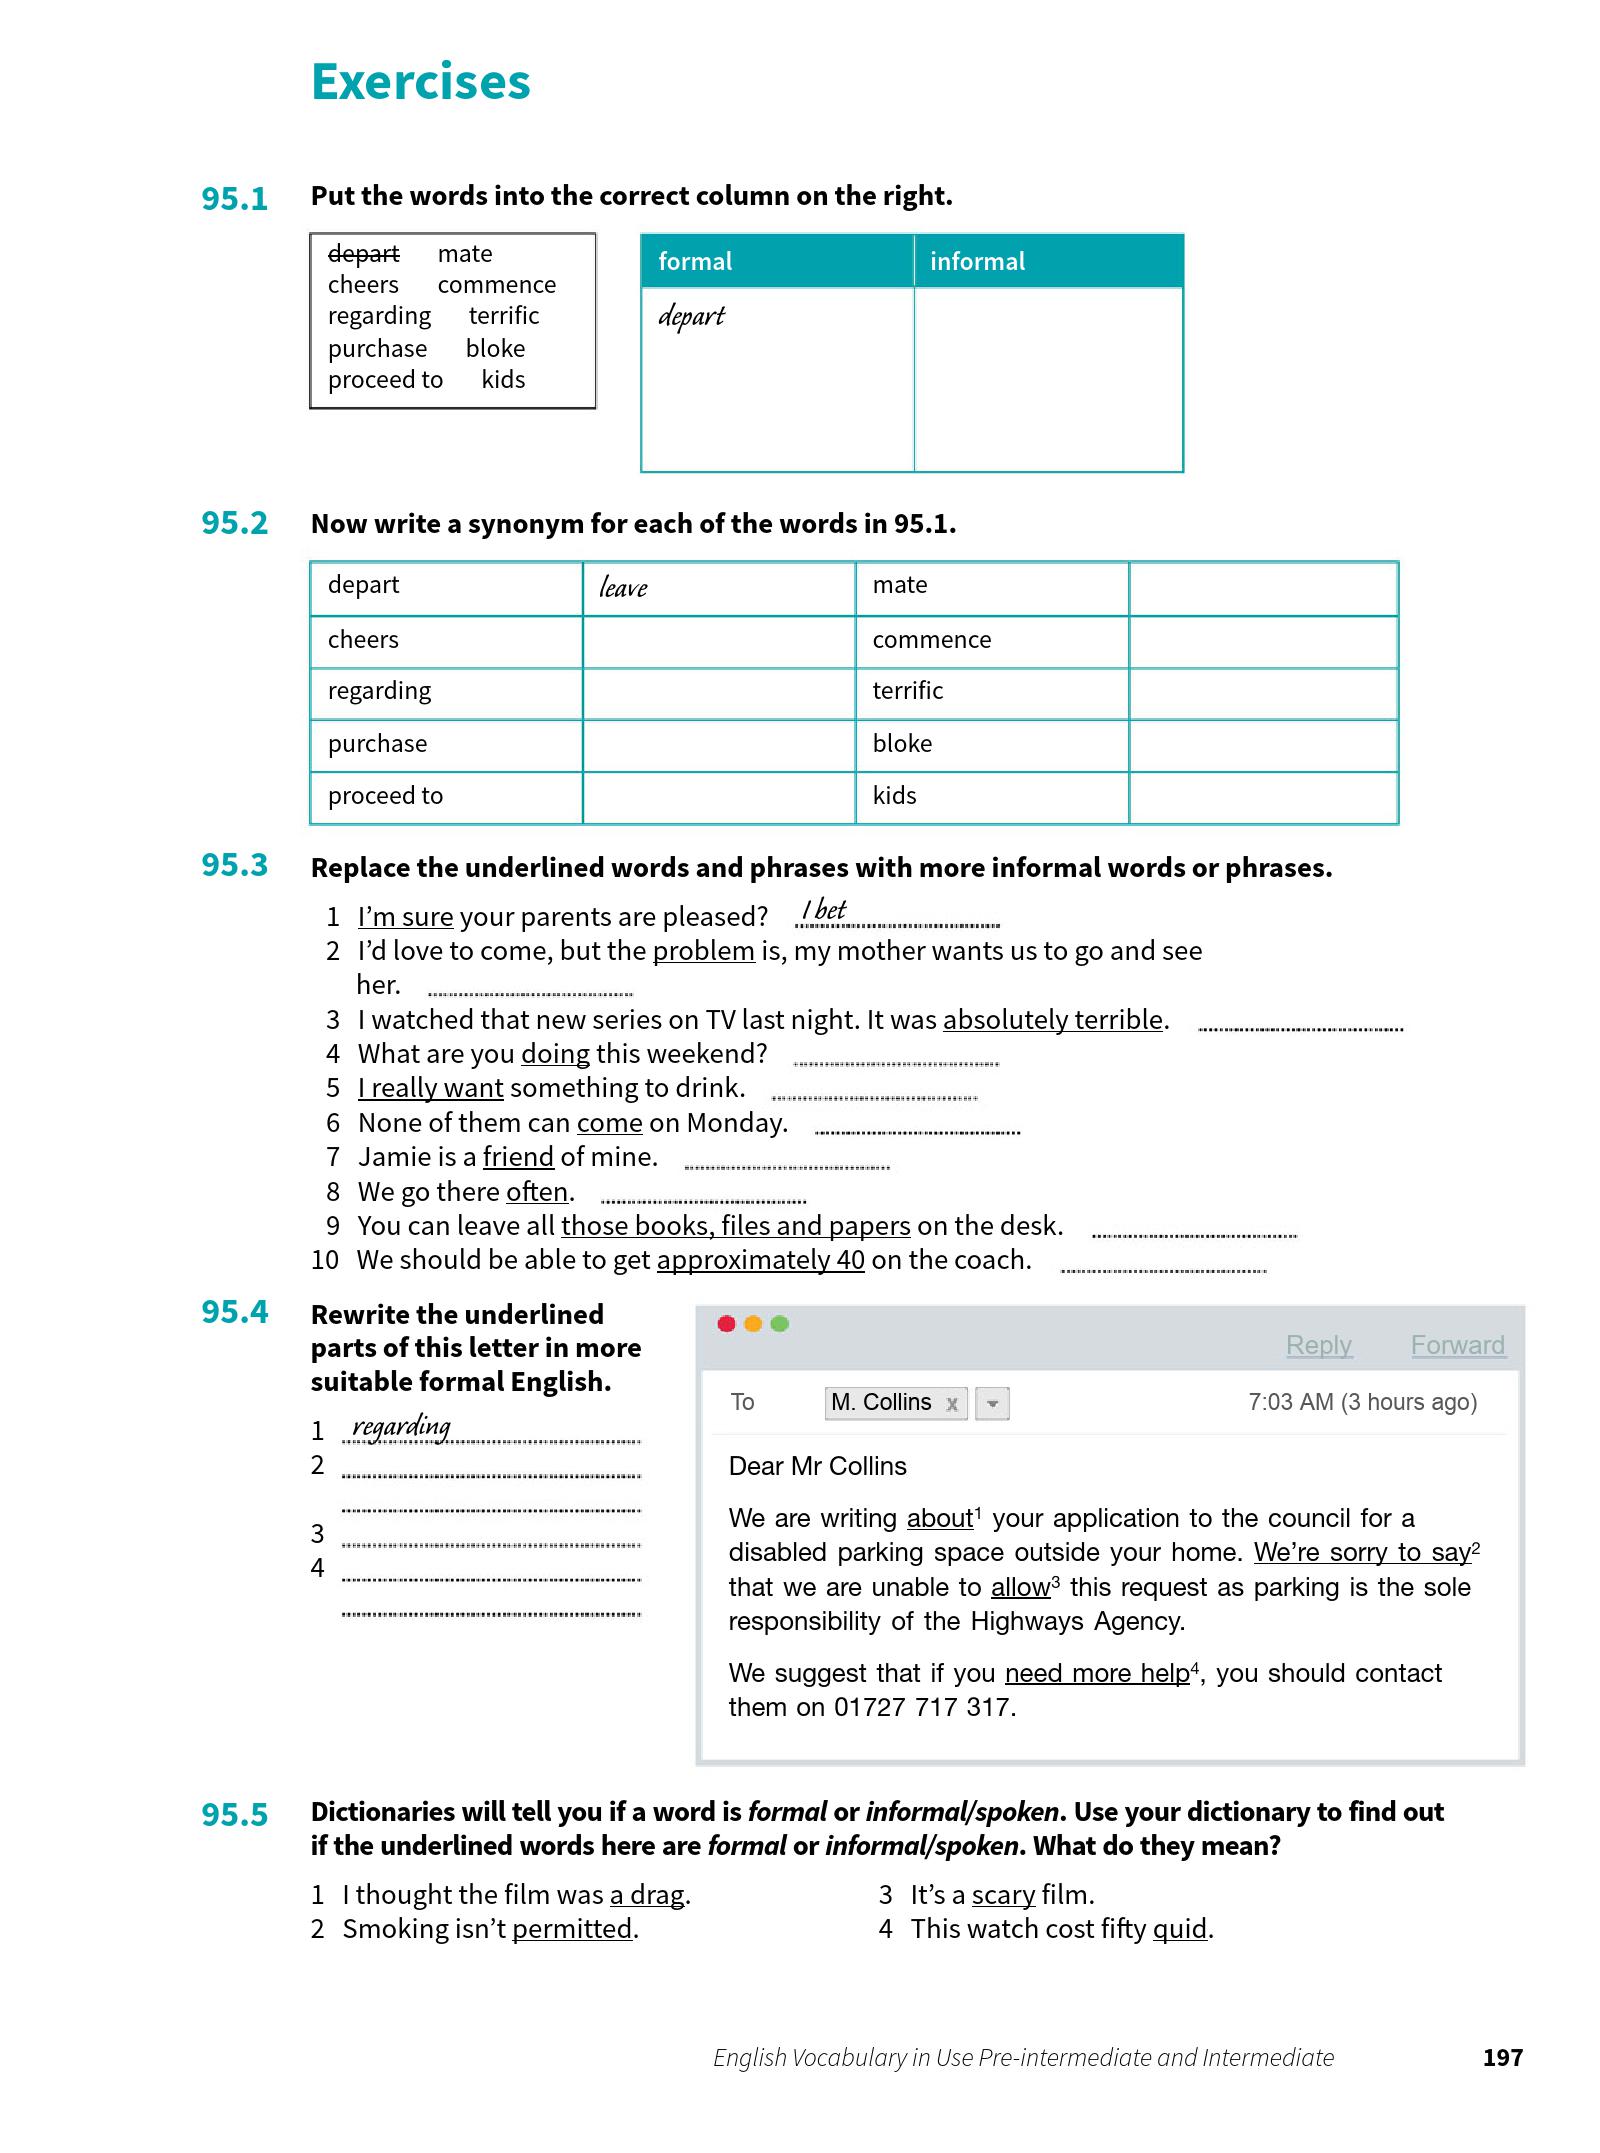 Exercises
95.1 Put the words into the correct column on the right.
depart mate
cheers commence
regarding terrific
purchase bloke
proceed to kids
formal informal
depart
95.2 Now write a synonym for each of the words in 95.1.
depart leave mate
cheers commence
regarding terrific
purchase bloke
proceed to kids
95.3 Replace the underlined words and phrases with more informal words or phrases.
1 I’m sure your parents are pleased? I bet
2 I’d love to come, but the problem is, my mother wants us to go and see
her.
3 I watched that new series on TV last night. It was absolutely terrible.
4 What are you doing this weekend?
5 I really want something to drink.
6 None of them can come on Monday.
7 Jamie is a friend of mine.
8 We go there often.
9 You can leave all those books, files and papers on the desk.
10 We should be able to get approximately 40 on the coach.
95.4 Rewrite the underlined
parts of this letter in more
suitable formal English.
1 regarding
2
3
4
Reply Forward
To M. Collins x 7:03 AM (3 hours ago)
Dear Mr Collins
We are writing about¹ your application to the council for a
disabled parking space outside your home. We’re sorry to say²
that we are unable to allow³ this request as parking is the sole
responsibility of the Highways Agency.
We suggest that if you need more help⁴, you should contact
them on 01727 717 317.
95.5 Dictionaries will tell you if a word is formal or informal/spoken. Use your dictionary to find out
if the underlined words here are formal or informal/spoken. What do they mean?
1 I thought the film was a drag.
2 Smoking isn’t permitted.
3 It’s a scary film.
4 This watch cost fifty quid.
English Vocabulary in Use Pre-intermediate and Intermediate 197